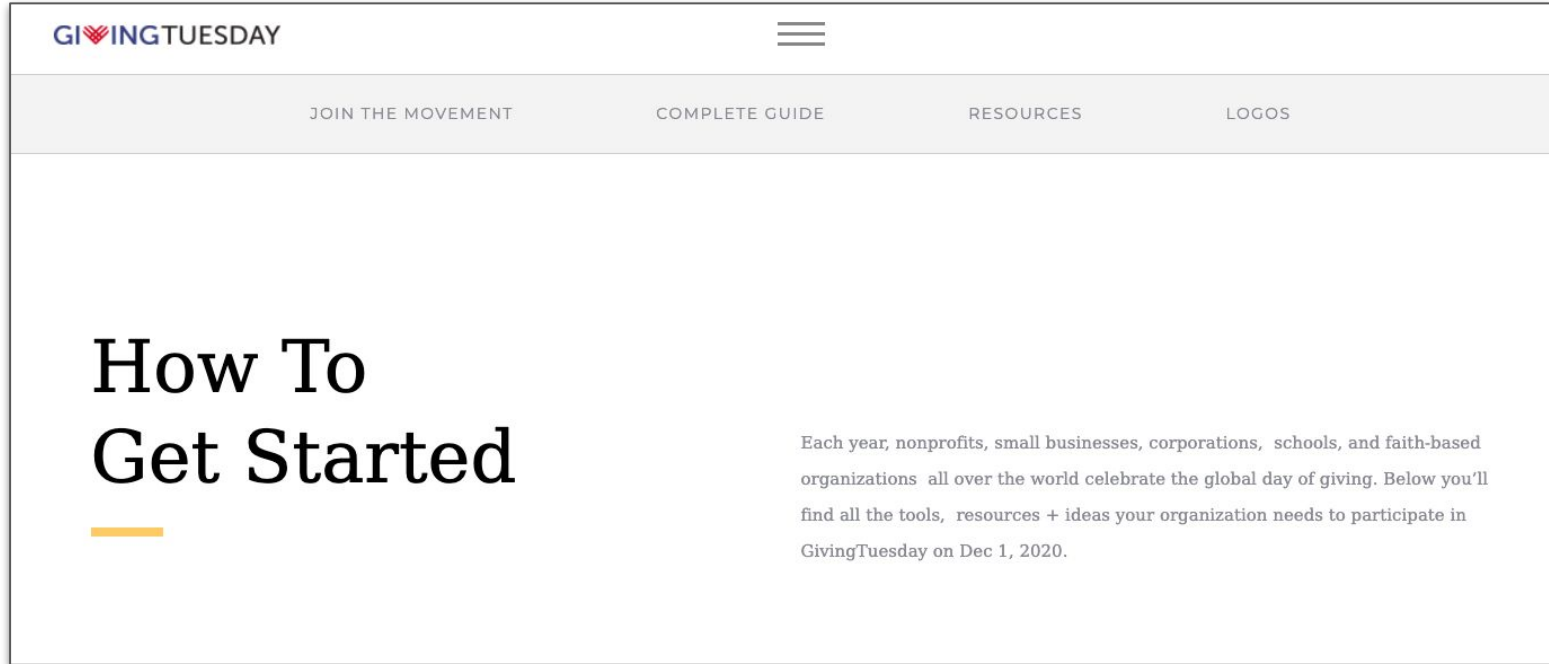 GIVINGTUESDAY
JOIN THE MOVEMENT COMPLETE GUIDE RESOURCES LOGOS
How To
Get Started
Each year, nonprofits, small businesses, corporations,  schools, and faith-based
organizations  all over the world celebrate the global day of giving. Below you’ll
find all the tools,  resources + ideas your organization needs to participate in
GivingTuesday on Dec 1, 2020.